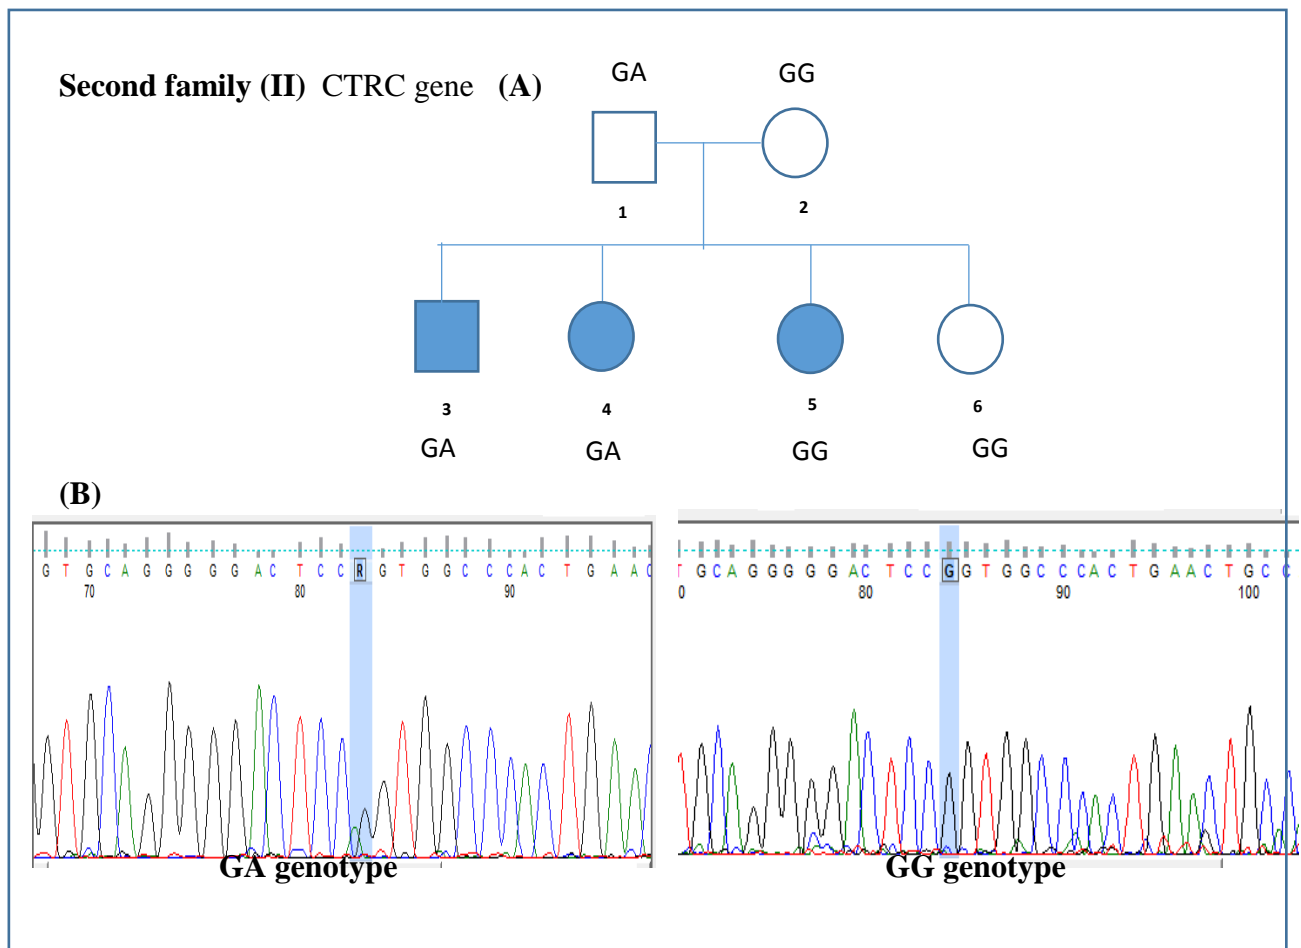 GA GG
Second family (II) CTRC gene (A)
1 2
3 4 5 6
GA GA GG GG
(B)
G T G C A G G G G G A C T C C R G T G G C C C A C T G A A C
70 80 90
T G C A G G G G G A C T C C G G T G G C C C A C T G A A C T G C C
0 80 90 100
GA genotype
GG genotype